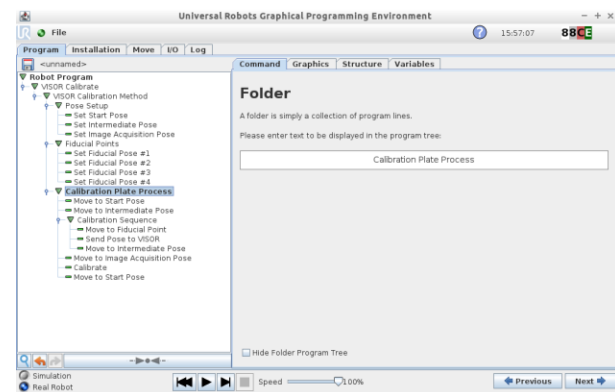 Universal Robots Graphical Programming Environment
File
15:57:07
88CE
Program Installation Move I/O Log
<unnamed>
Command Graphics Structure Variables
Robot Program
VISOR Calibrate
VISOR Calibration Method
Pose Setup
Set Start Pose
Set Intermediate Pose
Set Image Acquisition Pose
Fiducial Points
Set Fiducial Pose #1
Set Fiducial Pose #2
Set Fiducial Pose #3
Set Fiducial Pose #4
Calibration Plate Process
Move to Start Pose
Move to Intermediate Pose
Calibration Sequence
Move to Fiducial Point
Send Pose to VISOR
Move to Intermediate Pose
Move to Image Acquisition Pose
Calibrate
Move to Start Pose
Folder
A folder is simply a collection of program lines.
Please enter text to be displayed in the program tree:
Calibration Plate Process
Hide Folder Program Tree
Simulation
Real Robot
Speed 100%
Previous Next